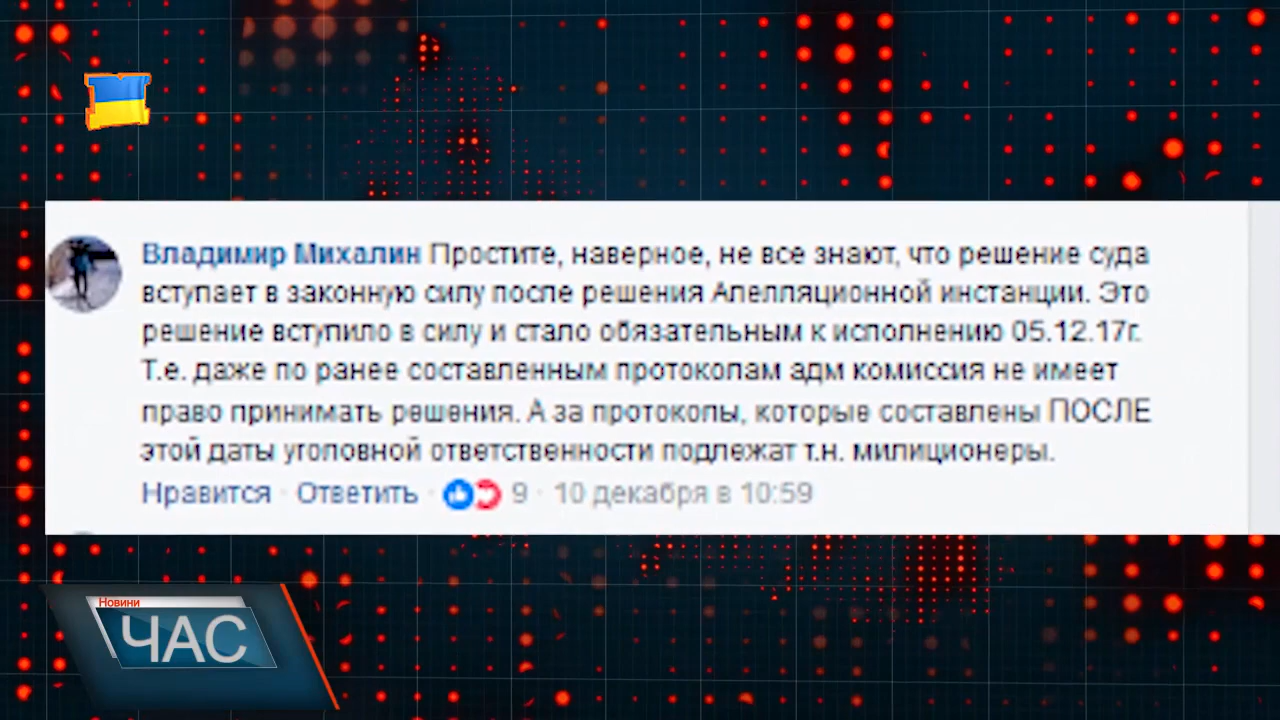 Владимир Михалин Простите, наверное, не все знают, что решение суда
вступает в законную силу после решения Апелляционной инстанции. Это
решение вступило в силу и стало обязательным к исполнению 05.12.17г.
Т.е. даже по ранее составленным протоколам адм комиссия не имеет
право принимать решения. А за протоколы, которые составлены ПОСЛЕ
этой даты уголовной ответственности подлежат т.н. милиционеры.
Нравится · Ответить · 9 · 10 декабря в 10:59
Новини
ЧАС